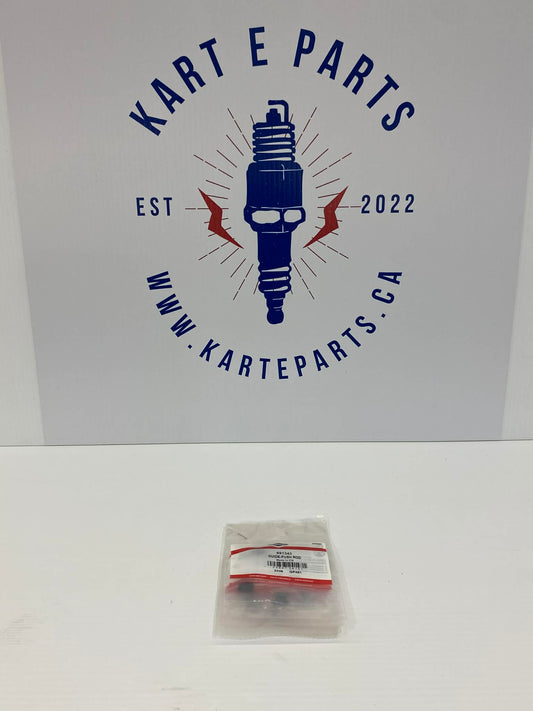 KART E PARTS
EST 2022
WWW.KARTEPARTS.CA
GUIDE-PUSH ROD